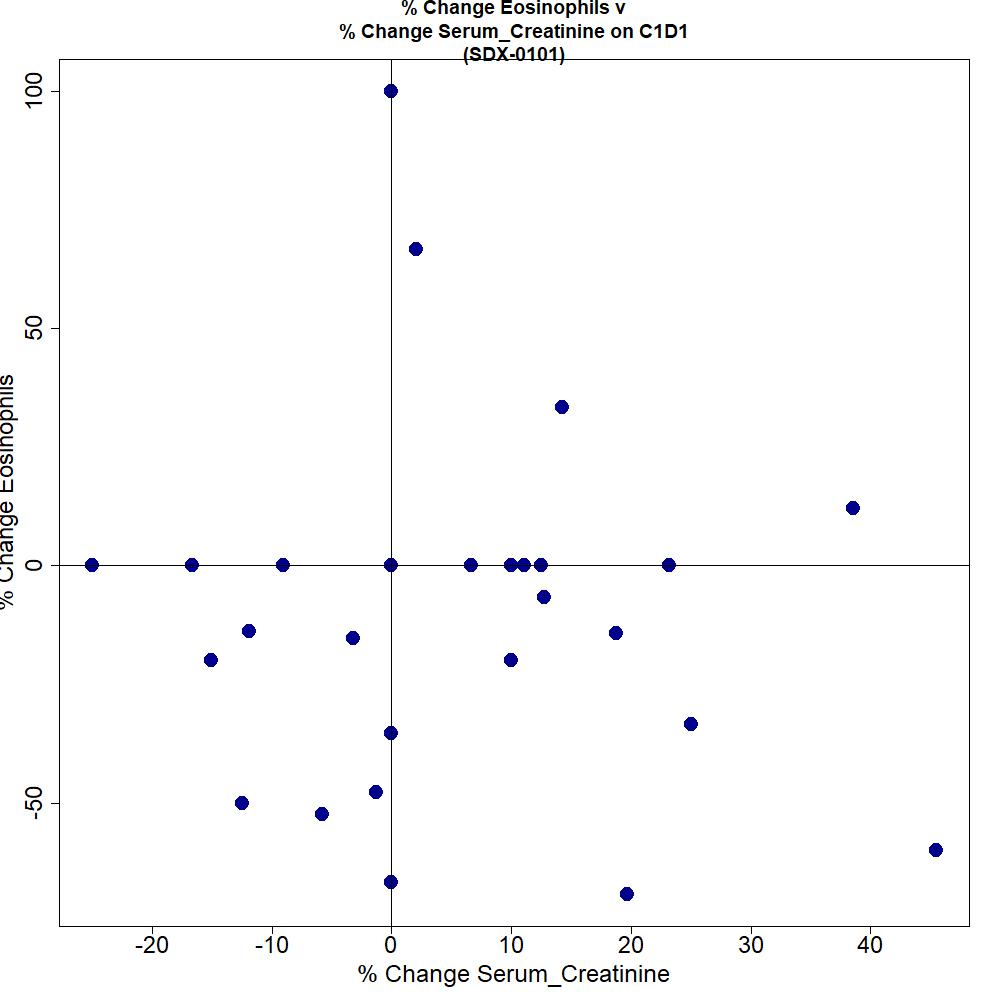 % Change Eosinophils v
% Change Serum_Creatinine on C1D1
(SDX-0101)
% Change Eosinophils
100
50
0
-50
-20
-10
0
10
20
30
40
% Change Serum_Creatinine